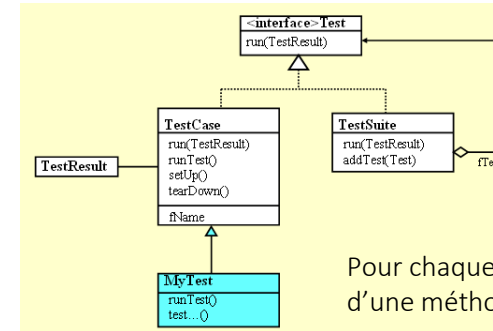 <interface>Test
run(TestResult)
TestCase
run(TestResult)
runTest()
setUp()
tearDown()
fName
TestSuite
run(TestResult)
addTest(Test)
TestResult
fTe
MyTest
runTest()
test...()
Pour chaque
d'une métho